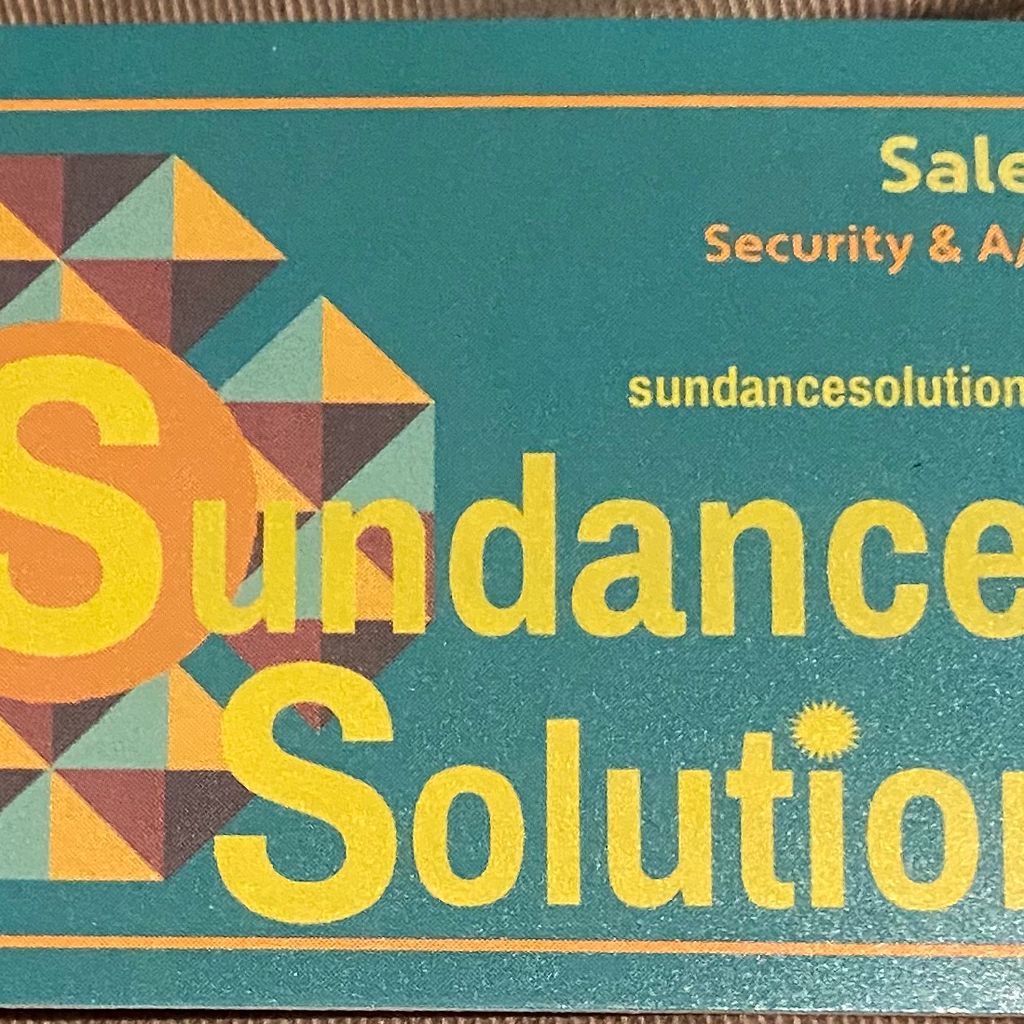 Sale
Security & A/
sundancesolution
Sundance
Solution